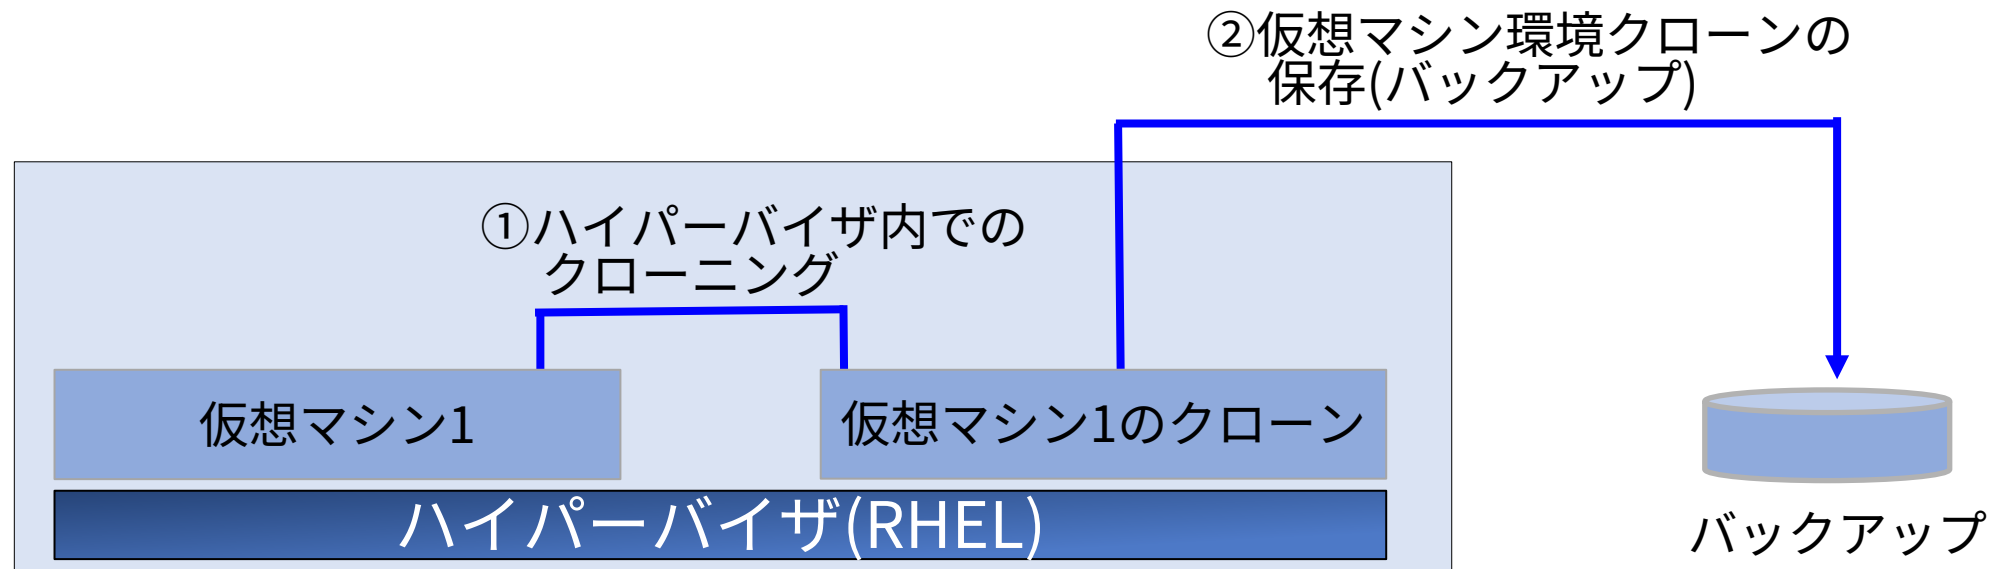 ②仮想マシン環境クローンの
保存(バックアップ)
①ハイパーバイザ内での
クローニング
仮想マシン1
仮想マシン1のクローン
ハイパーバイザ(RHEL)
バックアップ